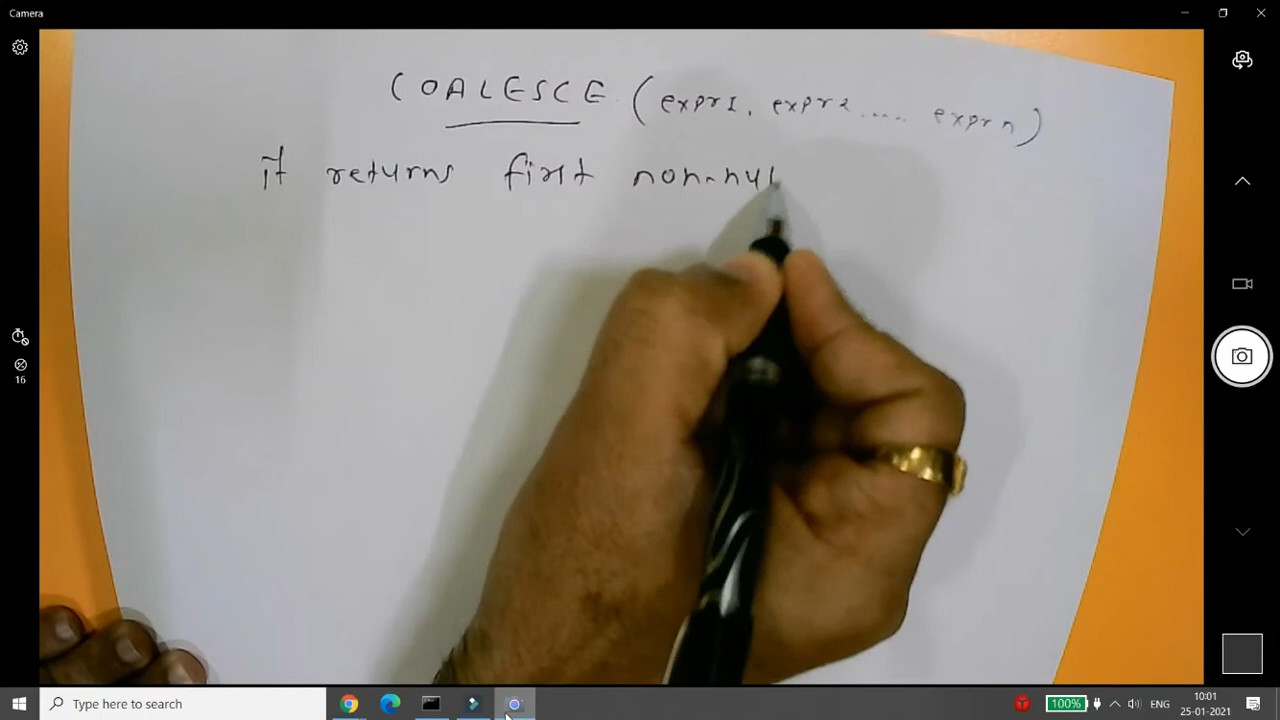 Camera
COALESCE (expr1, expr2 ..... exprn)
it returns first non-nul
16
Type here to search
100%
ENG
10:01
25-01-2021